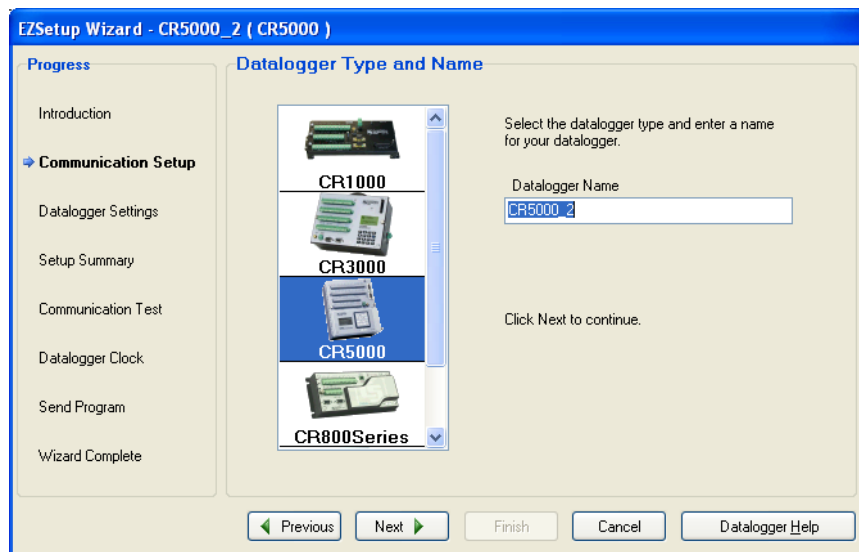 EZSetup Wizard - CR5000_2 ( CR5000 )
Progress
Introduction
Communication Setup
Datalogger Settings
Setup Summary
Communication Test
Datalogger Clock
Send Program
Wizard Complete
Datalogger Type and Name
CR1000
CR3000
CR5000
CR800Series
Select the datalogger type and enter a name
for your datalogger.
Datalogger Name
CR5000_2
Click Next to continue.
Previous
Next
Finish
Cancel
Datalogger Help